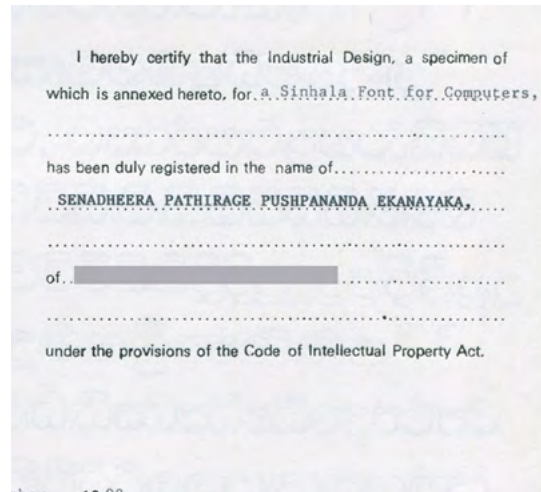 I hereby certify that the Industrial Design, a specimen of
which is annexed hereto, for a Sinhala Font for Computers,
has been duly registered in the name of
SENADHEERA PATHIRAGE PUSHPANANDA EKANAYAKA,
of
under the provisions of the Code of Intellectual Property Act.